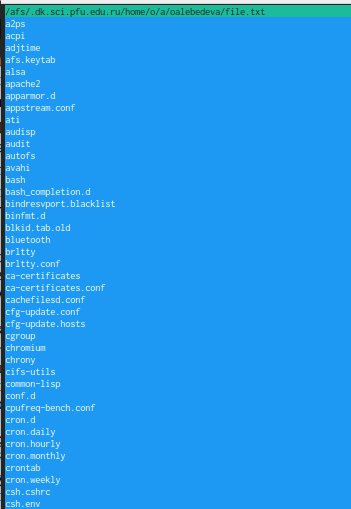 /afs/.dk.sci.pfu.edu.ru/home/o/a/oalebedeva/file.txt
a2ps
acpi
adjtime
afs.keytab
alsa
apache2
apparmor.d
appstream.conf
ati
audisp
audit
autofs
avahi
bash
bash_completion.d
bindresvport.blacklist
binfmt.d
blkid.tab.old
bluetooth
brltty
brltty.conf
ca-certificates
ca-certificates.conf
cachefilesd.conf
cfg-update.conf
cfg-update.hosts
cgroup
chromium
chrony
cifs-utils
common-lisp
conf.d
cpufreq-bench.conf
cron.d
cron.daily
cron.hourly
cron.monthly
crontab
cron.weekly
csh.cshrc
csh.env